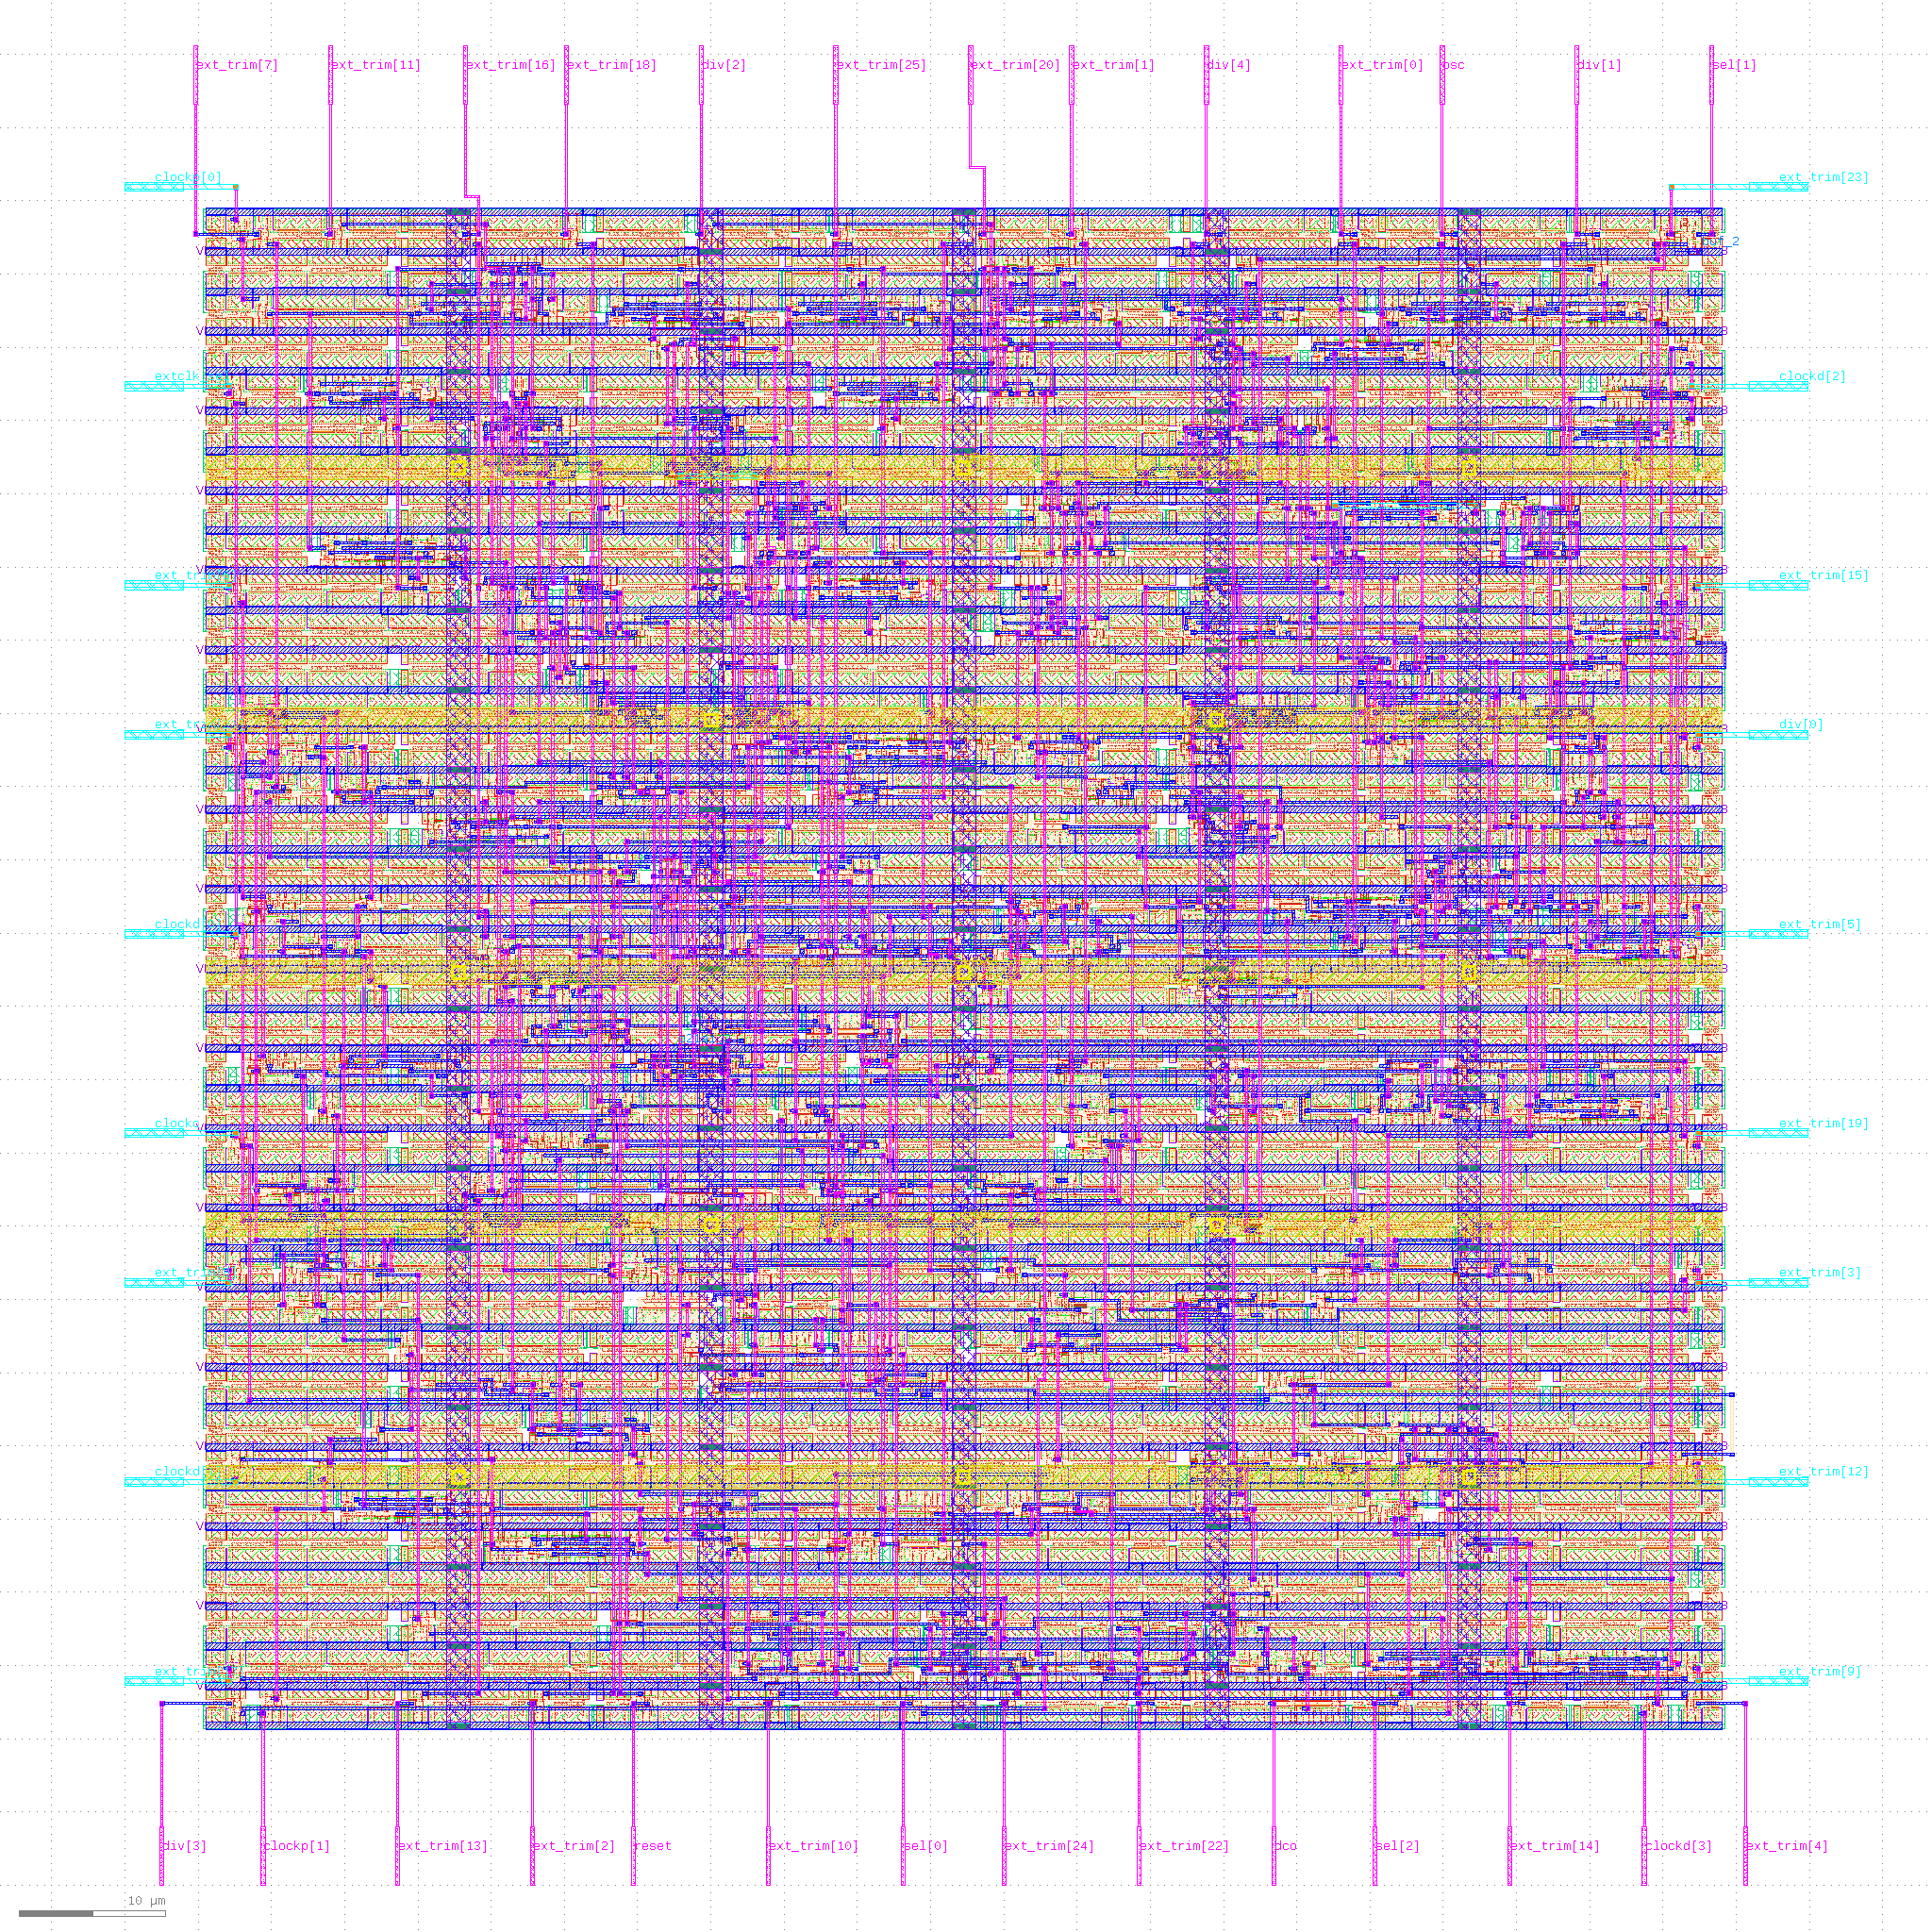 ext_trim[7] ext_trim[11] ext_trim[16] ext_trim[18] div[2] ext_trim[25] ext_trim[20] ext_trim[1] div[4] ext_trim[0] osc div[1] sel[1]
clockp[0] ext_trim[23]
extclk clockd[2]
ext_trim[15]
div[0]
clockd ext_trim[5]
ext_trim[19]
ext_trim[3]
clockd ext_trim[12]
ext_trim[9]
div[3] clockp[1] ext_trim[13] ext_trim[2] reset ext_trim[10] sel[0] ext_trim[24] ext_trim[22] dco sel[2] ext_trim[14] clockd[3] ext_trim[4]
10 µm